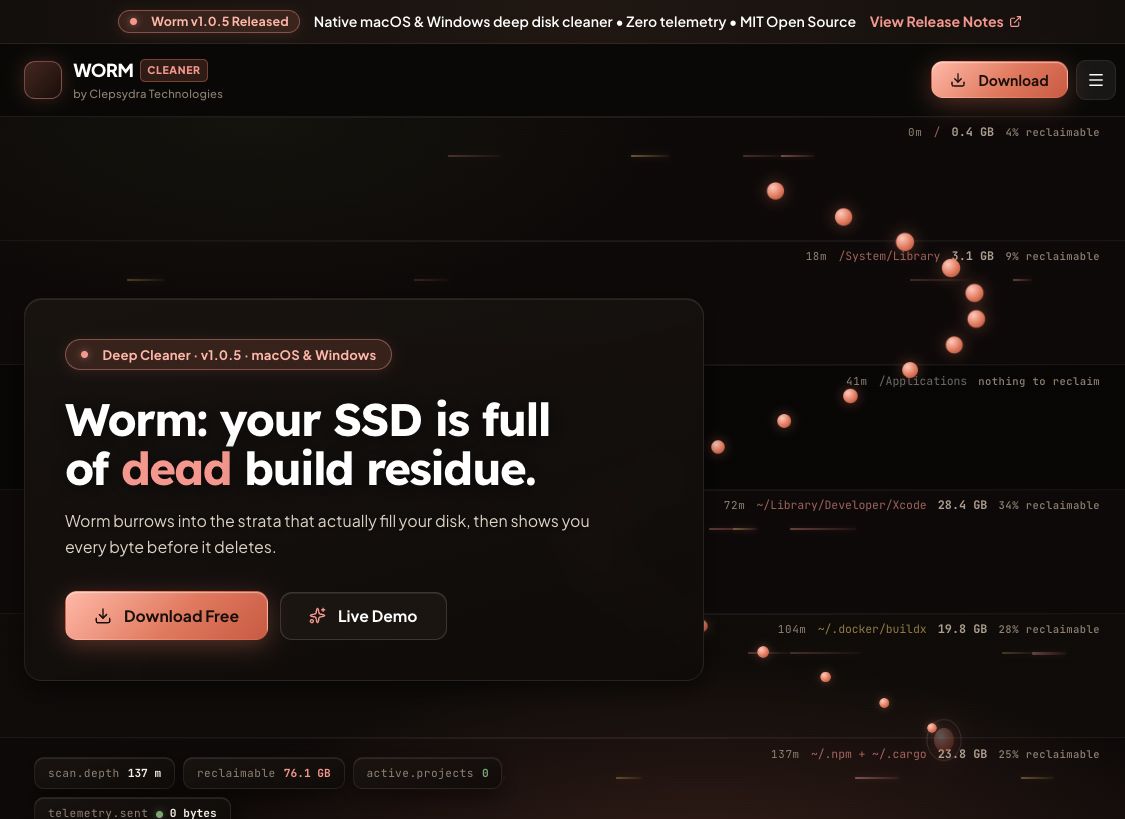 Worm v1.0.5 Released
Native macOS & Windows deep disk cleaner • Zero telemetry • MIT Open Source
View Release Notes
WORM CLEANER
by Clepsydra Technologies
Download
0m / 0.4 GB 4% reclaimable
18m /System/Library 3.1 GB 9% reclaimable
Deep Cleaner · v1.0.5 · macOS & Windows
41m /Applications nothing to reclaim
Worm: your SSD is full
of dead build residue.
72m ~/Library/Developer/Xcode 28.4 GB 34% reclaimable
Worm burrows into the strata that actually fill your disk, then shows you
every byte before it deletes.
Download Free
Live Demo
104m ~/.docker/buildx 19.8 GB 28% reclaimable
137m ~/.npm + ~/.cargo 23.8 GB 25% reclaimable
scan.depth 137 m
reclaimable 76.1 GB
active.projects 0
telemetry.sent 0 bytes